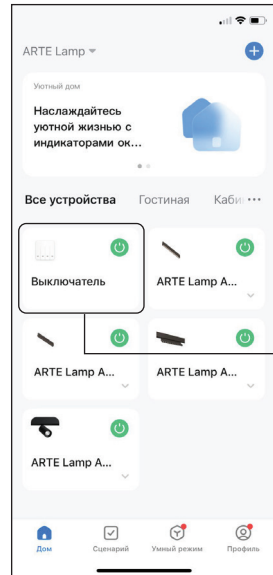 ARTE Lamp
Уютный дом
Наслаждайтесь
уютной жизнью с
индикаторами ок...
Все устройства Гостиная Каби
Выключатель ARTE Lamp A...
ARTE Lamp A... ARTE Lamp A...
ARTE Lamp A...
Дом Сценарий Умный режим Профиль